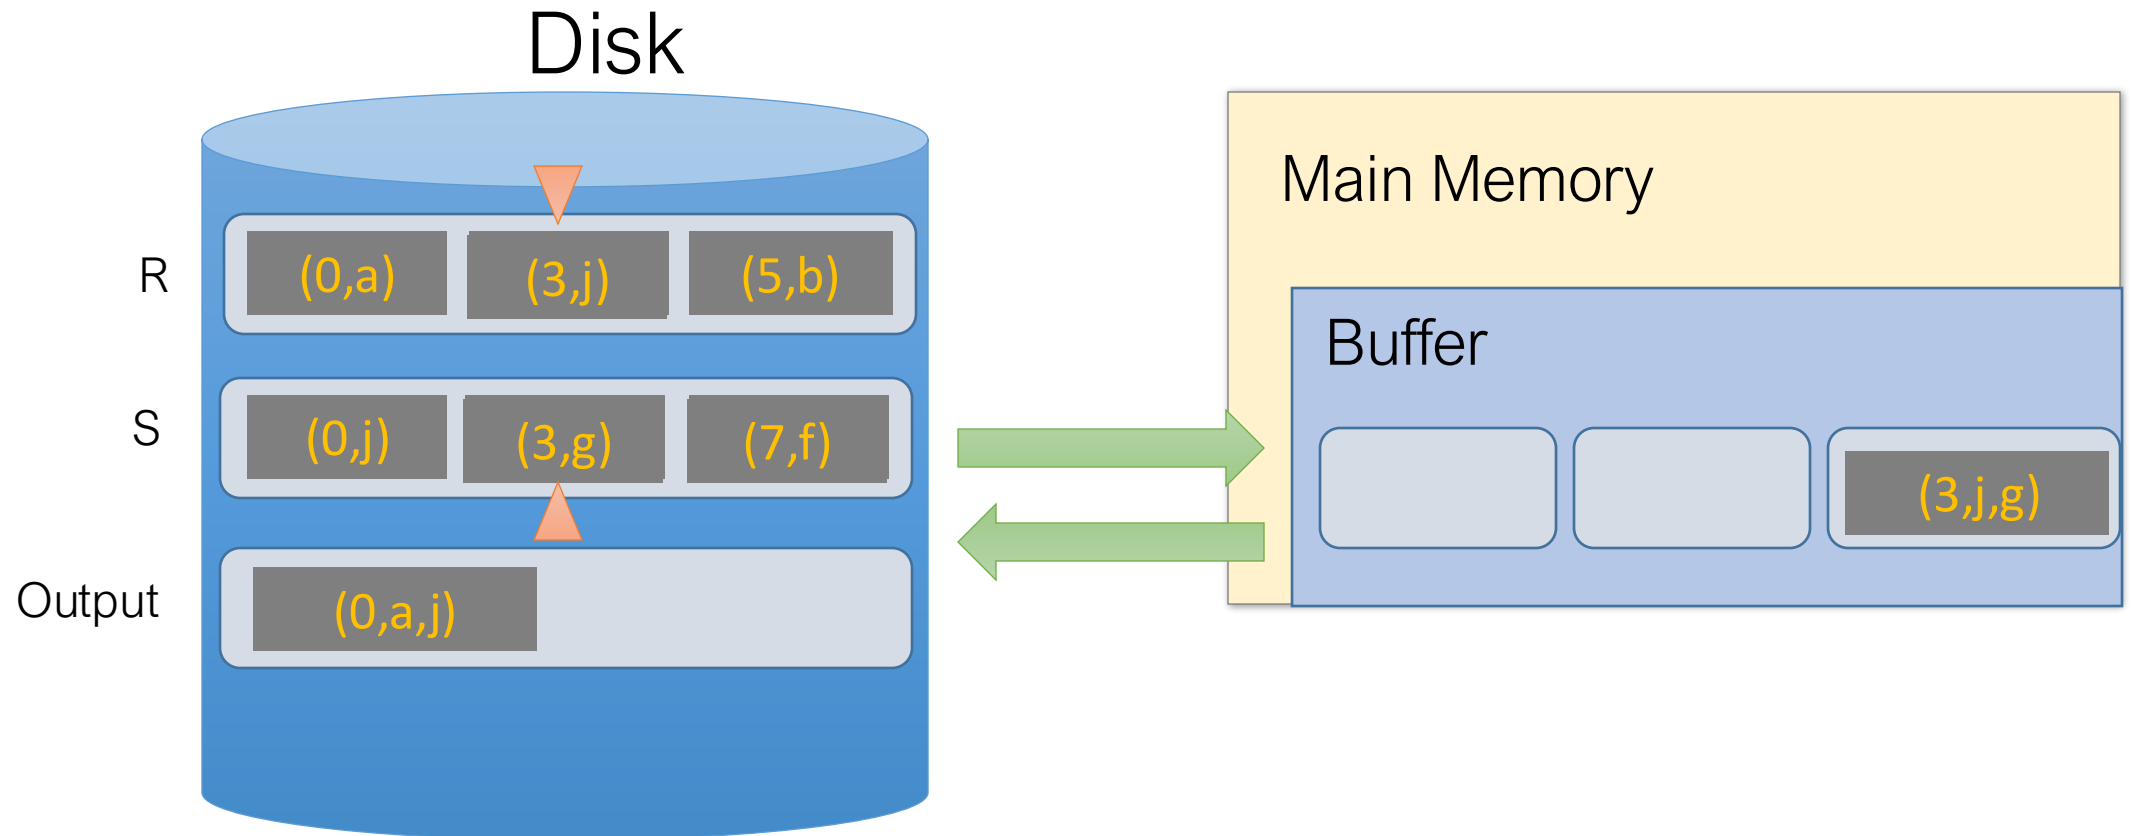 Disk
Main Memory
R
(0,a)
(3,j)
(5,b)
Buffer
S
(0,j)
(3,g)
(7,f)
(3,j,g)
Output
(0,a,j)